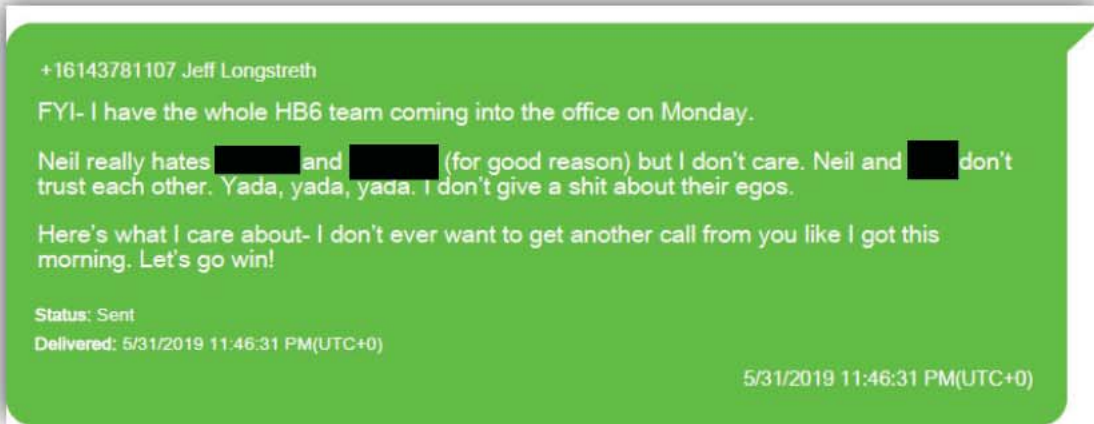 +16143781107 Jeff Longstreth
FYI- I have the whole HB6 team coming into the office on Monday.
Neil really hates and (for good reason) but I don't care. Neil and don't
trust each other. Yada, yada, yada. I don't give a shit about their egos.
Here's what I care about- I don't ever want to get another call from you like I got this
morning. Let's go win!
Status: Sent
Delivered: 5/31/2019 11:46:31 PM(UTC+0)
5/31/2019 11:46:31 PM(UTC+0)